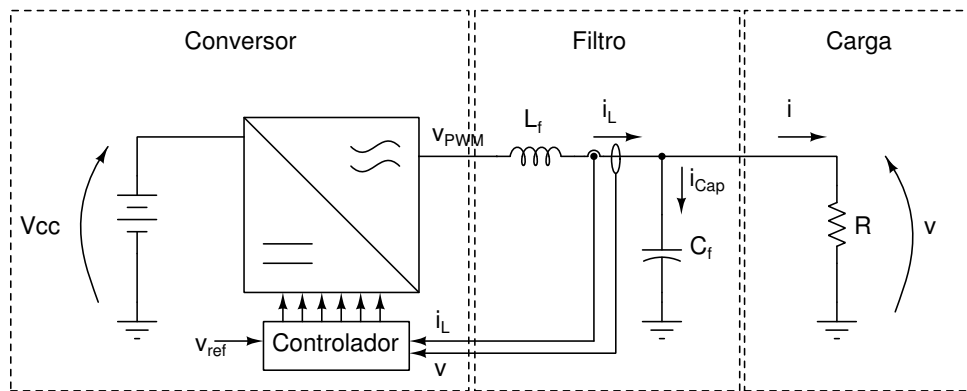 Conversor
Filtro
Carga
v_PWM
L_f
i_L
i
i_Cap
Vcc
C_f
R
v
v_ref
Controlador
i_L
v